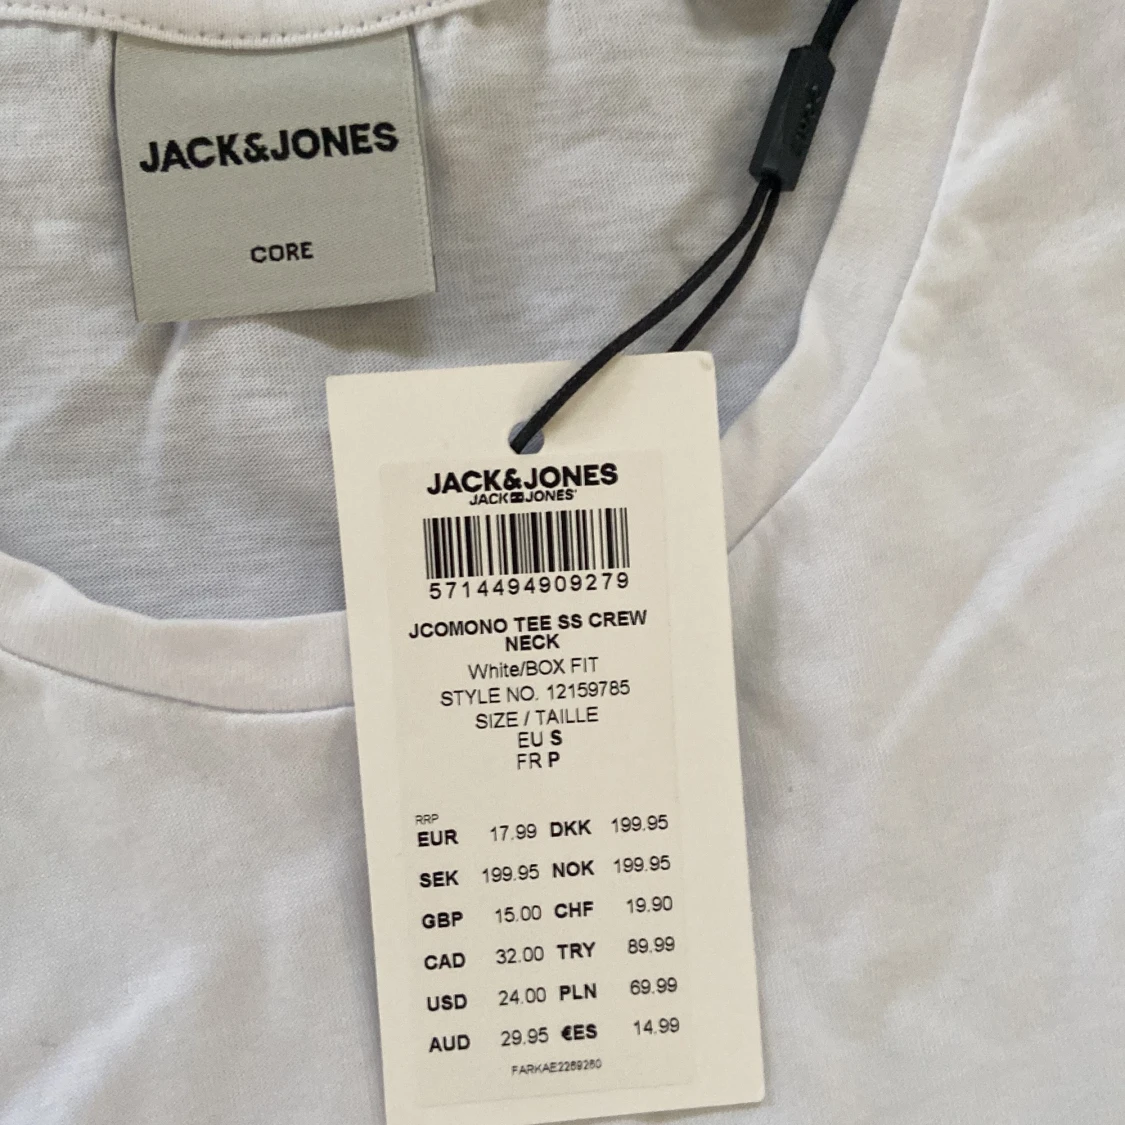 JACK&JONES
CORE
JACK&JONES
JACK JONES
5714494909279
JCOMONO TEE SS CREW
NECK
White/BOX FIT
STYLE NO. 12159785
SIZE / TAILLE
EU S
FR P
RRP
EUR 17.99 DKK 199.95
SEK 199.95 NOK 199.95
GBP 15.00 CHF 19.90
CAD 32.00 TRY 89.99
USD 24.00 PLN 69.99
AUD 29.95 €ES 14.99
FARKAE2269260